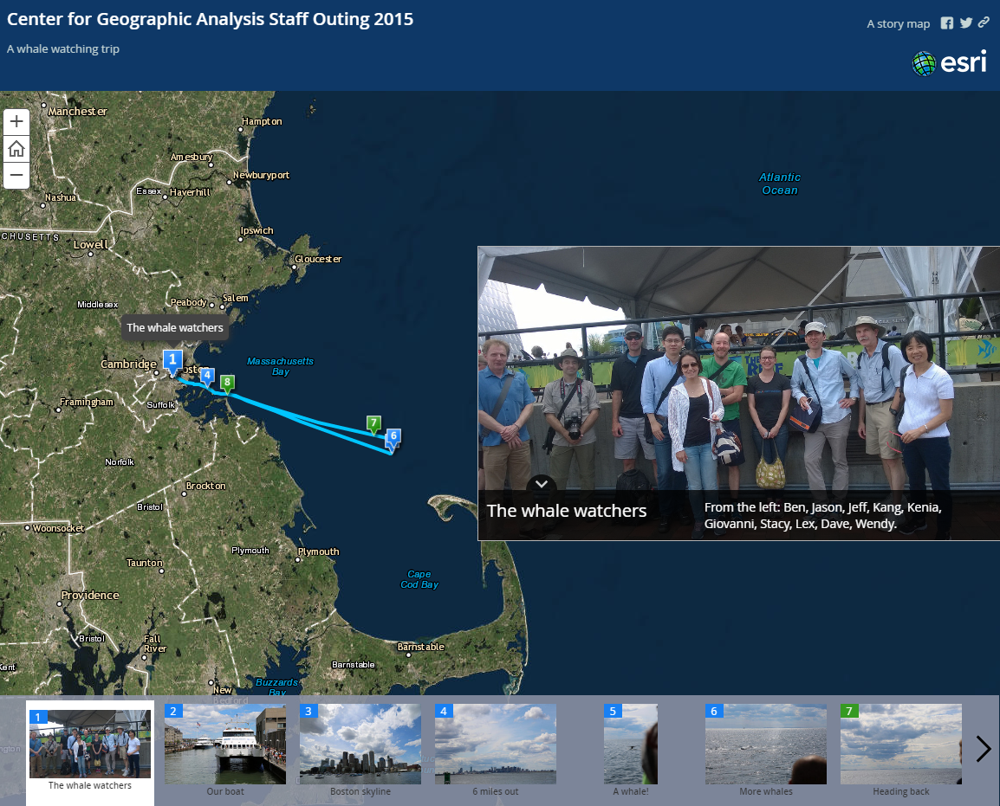 Center for Geographic Analysis Staff Outing 2015
A story map
A whale watching trip
esri
Manchester
Hampton
Amesbury
Newburyport
Essex
Haverhill
Nashua
Atlantic
Ocean
CHUSETTS
Ipswich
Lowell
Gloucester
Middlesex
Peabody
Salem
The whale watchers
1
Cambridge
Massachusetts
Bay
4
8
Framingham
Suffolk
7
6
Norfolk
Brockton
Bristol
Woonsocket
Plymouth
Plymouth
Taunton
Cape
Cod Bay
Providence
Bristol
Fall
River
Barnstable
Barnstable
Kent
Buzzards
Bay
New
Bedford
THE
REEF
The whale watchers
From the left: Ben, Jason, Jeff, Kang, Kenia,
Giovanni, Stacy, Lex, Dave, Wendy.
1
The whale watchers
2
Our boat
3
Boston skyline
4
6 miles out
5
A whale!
6
More whales
7
Heading back